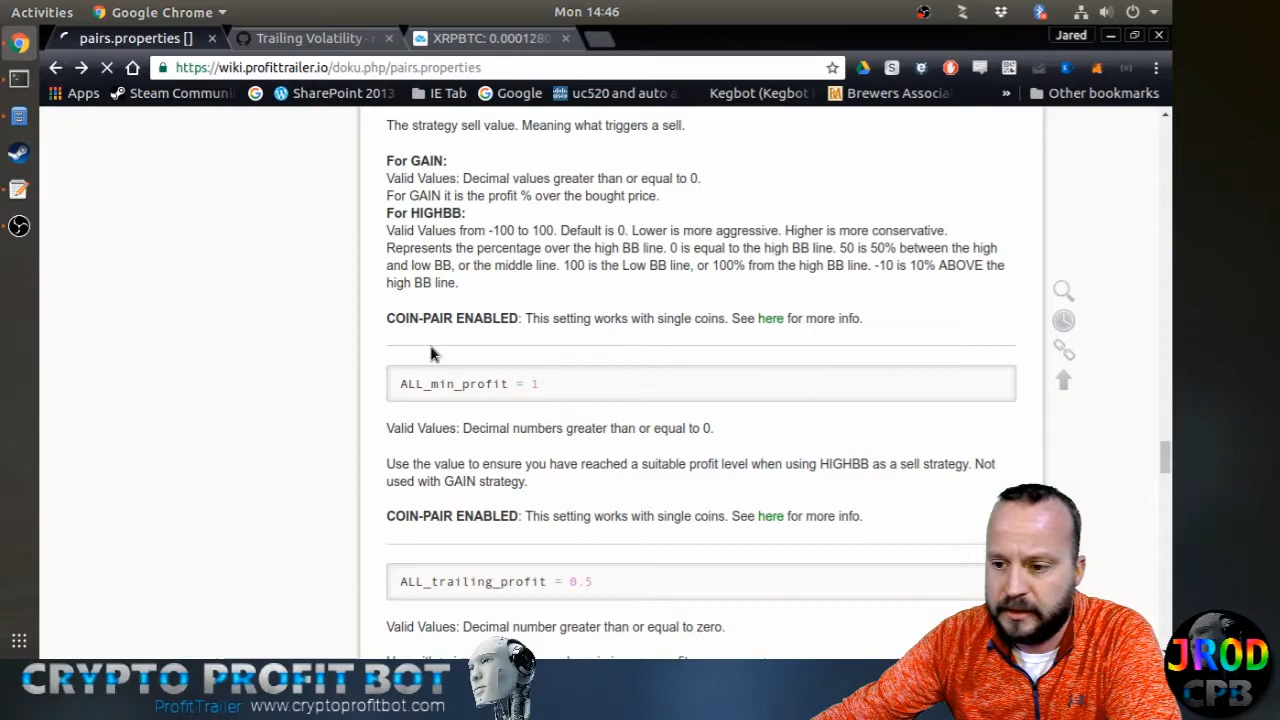 Activities Google Chrome Mon 14:46
pairs.properties [] Trailing Volatility - XRPBTC: 0.0001280 Jared
https://wiki.profittrailer.io/doku.php/pairs.properties
Apps Steam Communi SharePoint 2013 IE Tab Google uc520 and auto a Kegbot (Kegbot Brewers Associa » Other bookmarks
The strategy sell value. Meaning what triggers a sell.
For GAIN:
Valid Values: Decimal values greater than or equal to 0.
For GAIN it is the profit % over the bought price.
For HIGHBB:
Valid Values from -100 to 100. Default is 0. Lower is more aggressive. Higher is more conservative.
Represents the percentage over the high BB line. 0 is equal to the high BB line. 50 is 50% between the high
and low BB, or the middle line. 100 is the Low BB line, or 100% from the high BB line. -10 is 10% ABOVE the
high BB line.
COIN-PAIR ENABLED: This setting works with single coins. See here for more info.
ALL_min_profit = 1
Valid Values: Decimal numbers greater than or equal to 0.
Use the value to ensure you have reached a suitable profit level when using HIGHBB as a sell strategy. Not
used with GAIN strategy.
COIN-PAIR ENABLED: This setting works with single coins. See here for more info.
ALL_trailing_profit = 0.5
Valid Values: Decimal number greater than or equal to zero.
CRYPTO PROFIT BOT
ProfitTrailer www.cryptoprofitbot.com
JROD
CPB